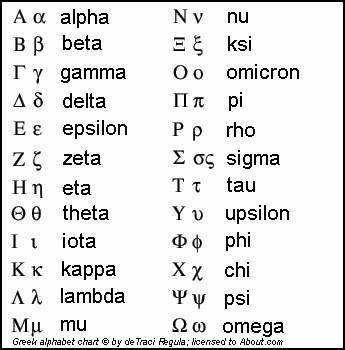 Α α alpha
Β β beta
Γ γ gamma
Δ δ delta
Ε ε epsilon
Ζ ζ zeta
Η η eta
Θ θ theta
Ι ι iota
Κ κ kappa
Λ λ lambda
Μ μ mu
Ν ν nu
Ξ ξ ksi
Ο ο omicron
Π π pi
Ρ ρ rho
Σ σς sigma
Τ τ tau
Υ υ upsilon
Φ ϕ phi
Χ χ chi
Ψ ψ psi
Ω ω omega
Greek alphabet chart © by deTraci Regula; licensed to About.com